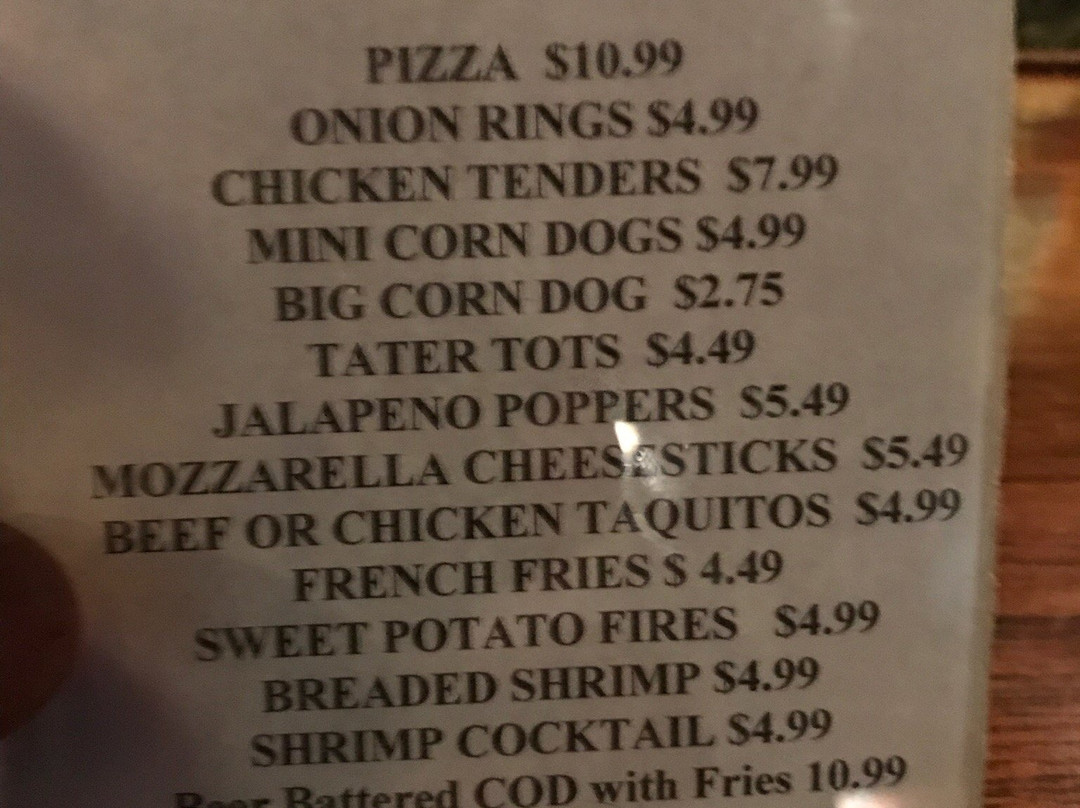 PIZZA $10.99
ONION RINGS $4.99
CHICKEN TENDERS $7.99
MINI CORN DOGS $4.99
BIG CORN DOG $2.75
TATER TOTS $4.49
JALAPENO POPPERS $5.49
MOZZARELLA CHEESESTICKS $5.49
BEEF OR CHICKEN TAQUITOS $4.99
FRENCH FRIES $ 4.49
SWEET POTATO FIRES $4.99
BREADED SHRIMP $4.99
SHRIMP COCKTAIL $4.99
Beer Battered COD with Fries 10.99